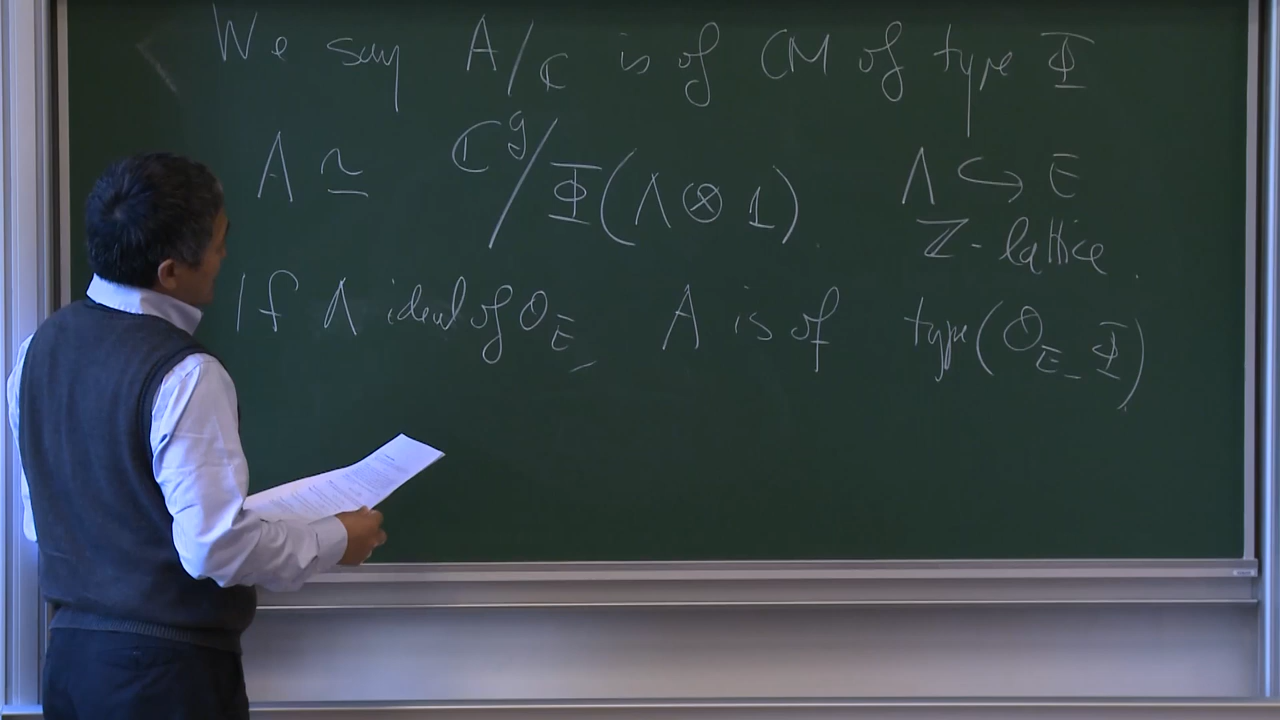 We say A/ℂ is of CM of type Φ
A ≃ ℂ^g/Φ(Λ⊗1). Λ ↪ E
ℤ-lattice.
If Λ ideal of O_E, A is of type (O_E, Φ)